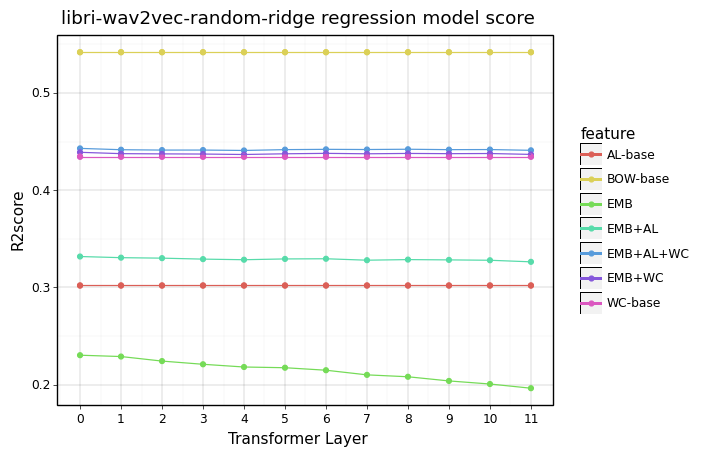 libri-wav2vec-random-ridge regression model score
R2score
0.5
0.4
0.3
0.2
0 1 2 3 4 5 6 7 8 9 10 11
Transformer Layer
feature
AL-base
BOW-base
EMB
EMB+AL
EMB+AL+WC
EMB+WC
WC-base